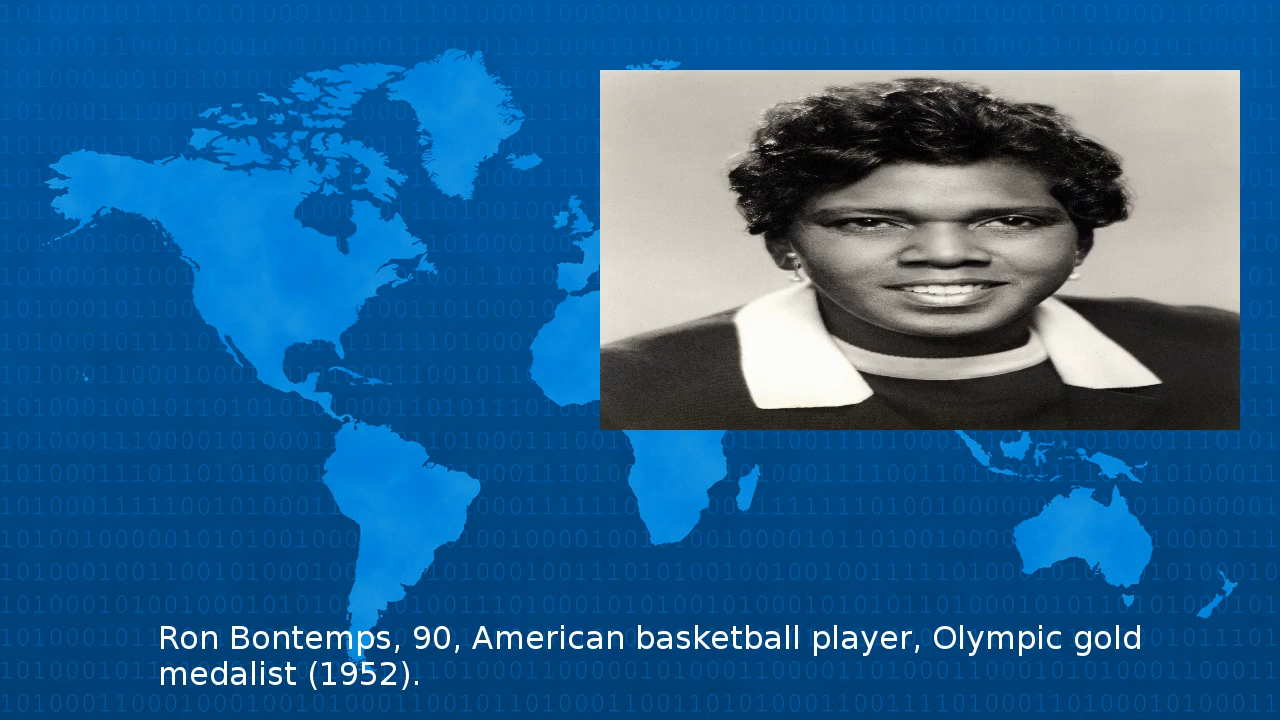 Ron Bontemps, 90, American basketball player, Olympic gold
medalist (1952).